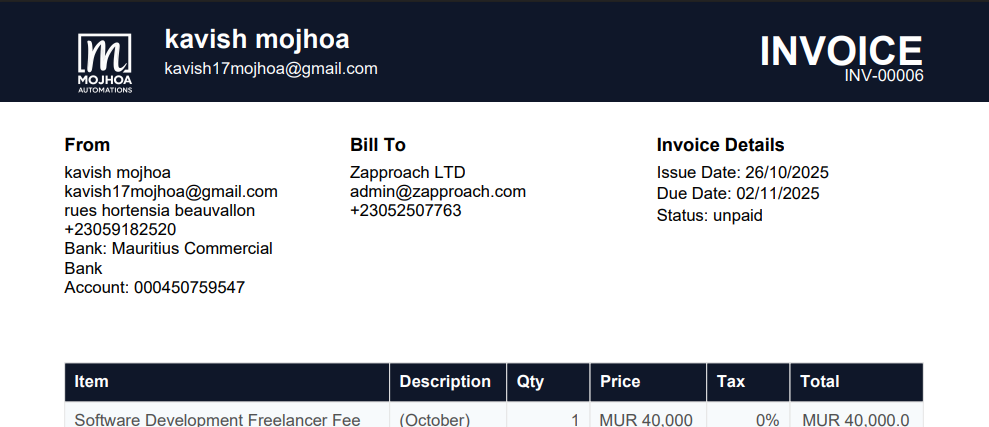 m
MOJHOA
AUTOMATIONS
kavish mojhoa
kavish17mojhoa@gmail.com
INVOICE
INV-00006
From
kavish mojhoa
kavish17mojhoa@gmail.com
rues hortensia beauvallon
+23059182520
Bank: Mauritius Commercial
Bank
Account: 000450759547
Bill To
Zapproach LTD
admin@zapproach.com
+23052507763
Invoice Details
Issue Date: 26/10/2025
Due Date: 02/11/2025
Status: unpaid
Item Description Qty Price Tax Total
Software Development Freelancer Fee (October) 1 MUR 40,000 0% MUR 40,000.0